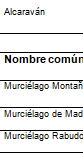 Alcaraván
Nombre común
Murciélago Montañ
Murciélago de Mad
Murciélago Rabudo